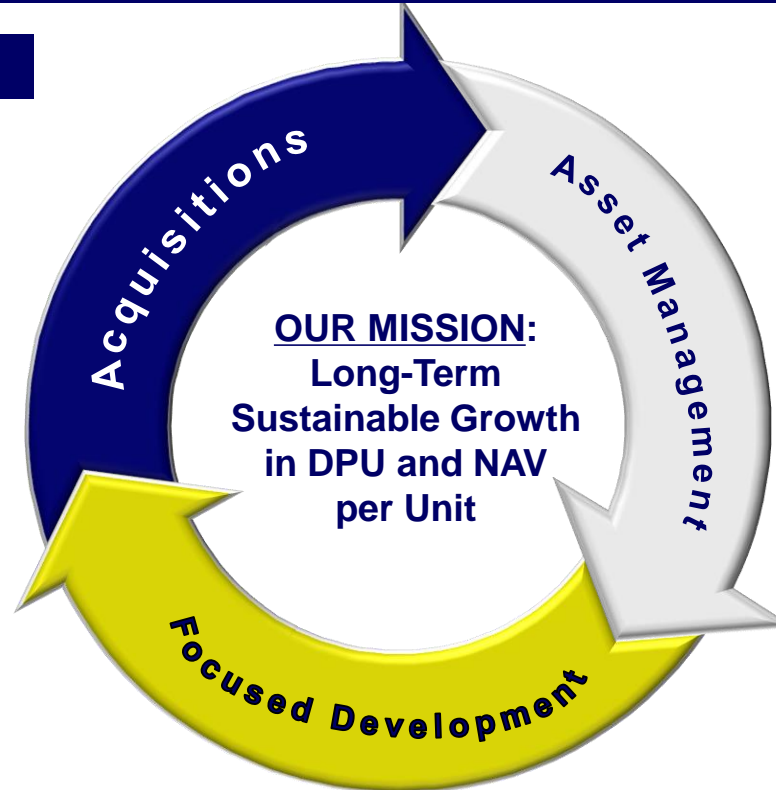 Acquisitions
Asset Management
OUR MISSION:
Long-Term
Sustainable Growth
in DPU and NAV
per Unit
Focused Development